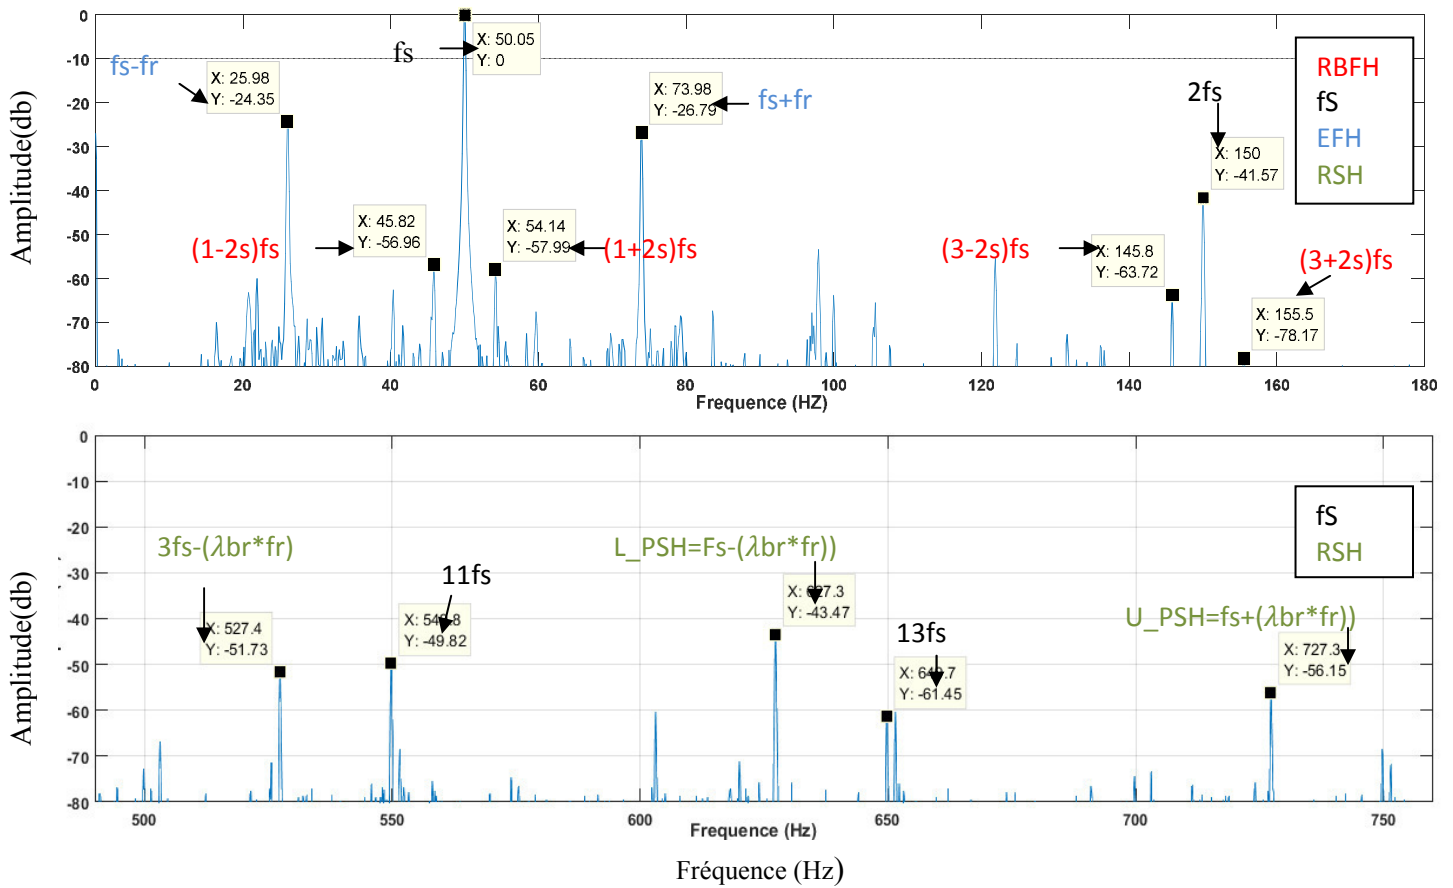 Amplitude(db)
0
-10
-20
-30
-40
-50
-60
-70
-80
fs-fr
X: 25.98
Y: -24.35
fs
X: 50.05
Y: 0
X: 73.98
Y: -26.79
fs+fr
2fs
X: 150
Y: -41.57
RBFH
fS
EFH
RSH
(1-2s)fs
X: 45.82
Y: -56.96
X: 54.14
Y: -57.99
(1+2s)fs
(3-2s)fs
X: 145.8
Y: -63.72
(3+2s)fs
X: 155.5
Y: -78.17
0 20 40 60 80 100 120 140 160 180
Frequence (HZ)
Amplitude(db)
0
-10
-20
-30
-40
-50
-60
-70
-80
3fs-(λbr*fr)
X: 527.4
Y: -51.73
11fs
Y: -49.82
L_PSH=Fs-(λbr*fr))
Y: -43.47
13fs
Y: -61.45
U_PSH=fs+(λbr*fr))
X: 727.3
Y: -56.15
fS
RSH
500 550 600 650 700 750
Frequence (Hz)
Fréquence (Hz)